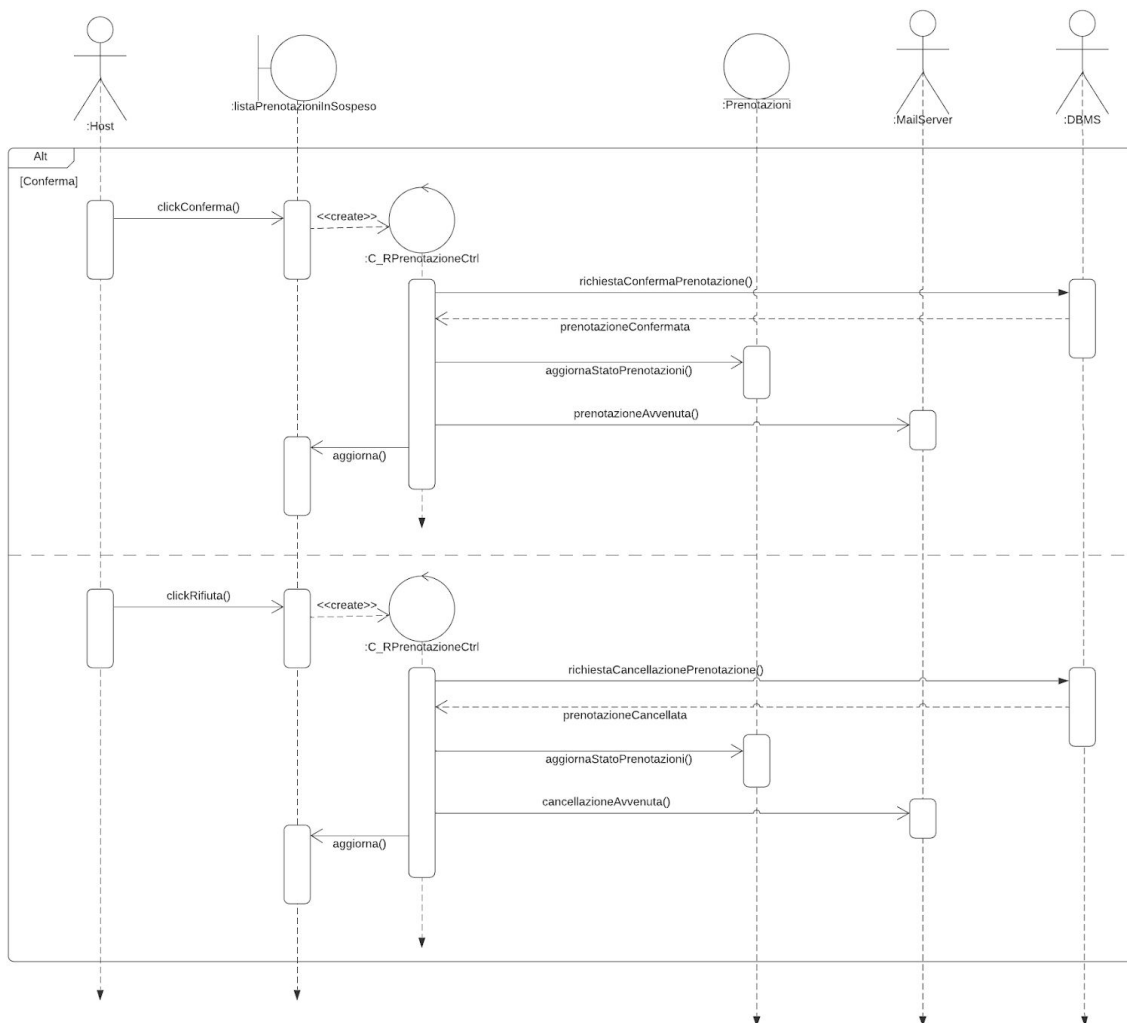 :Host
:listaPrenotazioniInSospeso
:Prenotazioni
:MailServer
:DBMS
Alt
[Conferma]
clickConferma()
<<create>>
:C_RPrenotazioneCtrl
richiestaConfermaPrenotazione()
prenotazioneConfermata
aggiornaStatoPrenotazioni()
prenotazioneAvvenuta()
aggiorna()
clickRifiuta()
<<create>>
:C_RPrenotazioneCtrl
richiestaCancellazionePrenotazione()
prenotazioneCancellata
aggiornaStatoPrenotazioni()
cancellazioneAvvenuta()
aggiorna()